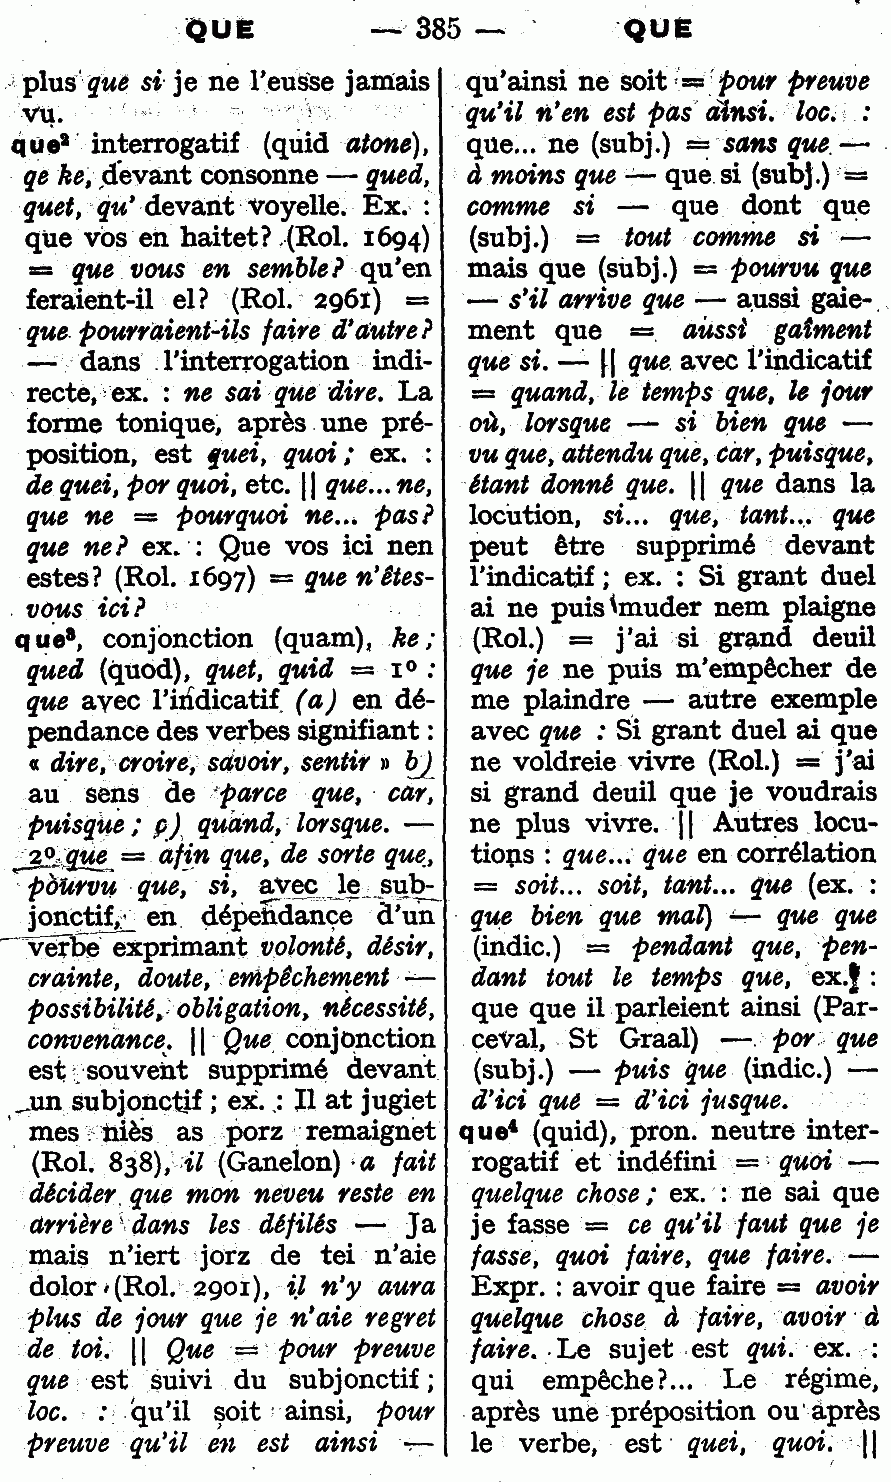 QUE — 385 — QUE
plus que si je ne l'eusse jamais
vu.
que² interrogatif (quid atone),
qe ke, devant consonne — qued,
quet, qu' devant voyelle. Ex. :
que vos en haitet? (Rol. 1694)
= que vous en semble? qu'en
feraient-il el? (Rol. 2961) =
que pourraient-ils faire d'autre?
— dans l'interrogation indi-
recte, ex. : ne sai que dire. La
forme tonique, après une pré-
position, est quei, quoi; ex. :
de quei, por quoi, etc. || que... ne,
que ne = pourquoi ne... pas?
que ne? ex. : Que vos ici nen
estes? (Rol. 1697) = que n'êtes-
vous ici?
que³, conjonction (quam), ke;
qued (quod), quet, quid = 1º :
que avec l'indicatif (a) en dé-
pendance des verbes signifiant :
« dire, croire, savoir, sentir » b)
au sens de parce que, car,
puisque; c) quand, lorsque. —
2º que = afin que, de sorte que,
pourvu que, si, avec le sub-
jonctif, en dépendance d'un
verbe exprimant volonté, désir,
crainte, doute, empêchement —
possibilité, obligation, nécessité,
convenance. || Que conjonction
est souvent supprimé devant
un subjonctif; ex. : Il at jugiet
mes niès as porz remaignet
(Rol. 838), il (Ganelon) a fait
décider que mon neveu reste en
arrière dans les défilés — Ja
mais n'iert jorz de tei n'aie
dolor (Rol. 2901), il n'y aura
plus de jour que je n'aie regret
de toi. || Que = pour preuve
que est suivi du subjonctif;
loc. : qu'il soit ainsi, pour
preuve qu'il en est ainsi —
qu'ainsi ne soit = pour preuve
qu'il n'en est pas ainsi. loc. :
que... ne (subj.) = sans que —
à moins que — que si (subj.) =
comme si — que dont que
(subj.) = tout comme si —
mais que (subj.) = pourvu que
— s'il arrive que — aussi gaie-
ment que = aussi gaîment
que si. — || que avec l'indicatif
= quand, le temps que, le jour
où, lorsque — si bien que —
vu que, attendu que, car, puisque,
étant donné que. || que dans la
locution, si... que, tant... que
peut être supprimé devant
l'indicatif; ex. : Si grant duel
ai ne puis muder nem plaigne
(Rol.) = j'ai si grand deuil
que je ne puis m'empêcher de
me plaindre — autre exemple
avec que : Si grant duel ai que
ne voldreie vivre (Rol.) = j'ai
si grand deuil que je voudrais
ne plus vivre. || Autres locu-
tions : que... que en corrélation
= soit... soit, tant... que (ex. :
que bien que mal) — que que
(indic.) = pendant que, pen-
dant tout le temps que, ex. :
que que il parleient ainsi (Par-
ceval, St Graal) — por que
(subj.) — puis que (indic.) —
d'ici que = d'ici jusque.
que⁴ (quid), pron. neutre inter-
rogatif et indéfini = quoi —
quelque chose; ex. : ne sai que
je fasse = ce qu'il faut que je
fasse, quoi faire, que faire. —
Expr. : avoir que faire = avoir
quelque chose à faire, avoir à
faire. Le sujet est qui. ex. :
qui empêche?... Le régime,
après une préposition ou après
le verbe, est quei, quoi. ||